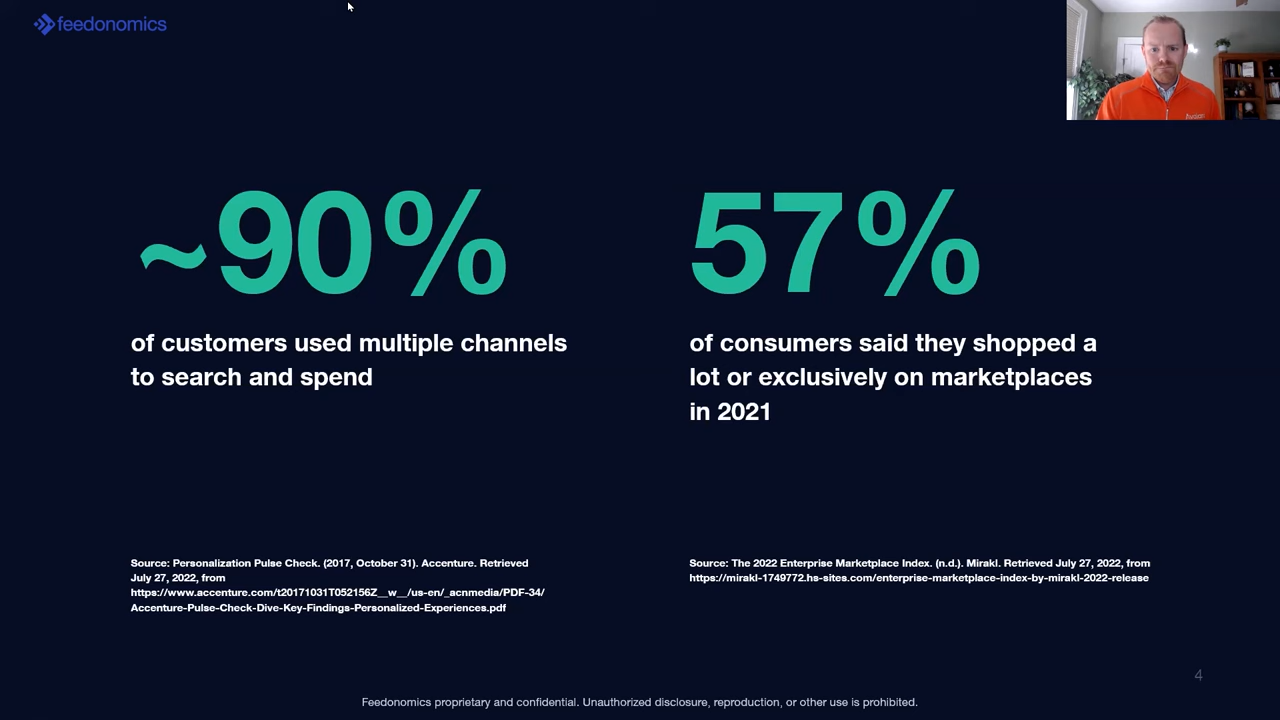 feedonomics
~90%
of customers used multiple channels
to search and spend
Source: Personalization Pulse Check. (2017, October 31). Accenture. Retrieved
July 27, 2022, from
https://www.accenture.com/t20171031T052156Z__w__/us-en/_acnmedia/PDF-34/
Accenture-Pulse-Check-Dive-Key-Findings-Personalized-Experiences.pdf
57%
of consumers said they shopped a
lot or exclusively on marketplaces
in 2021
Source: The 2022 Enterprise Marketplace Index. (n.d.). Mirakl. Retrieved July 27, 2022, from
https://mirakl-1749772.hs-sites.com/enterprise-marketplace-index-by-mirakl-2022-release
4
Feedonomics proprietary and confidential. Unauthorized disclosure, reproduction, or other use is prohibited.